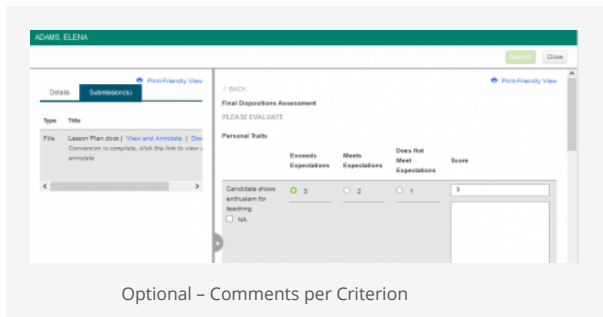 ADAMS, ELENA
Submit Close
Print-Friendly View
Details Submission(s)
Type Title
File Lesson Plan.docx | View and Annotate | Dow
Conversion is complete, click the link to view a
annotate
Print-Friendly View
< BACK
Final Dispositions Assessment
PLEASE EVALUATE
Personal Traits
Exceeds Expectations Meets Expectations Does Not Meet Expectations Score
Candidate shows
enthusiasm for
teaching
3 2 1 3
NA
Optional – Comments per Criterion